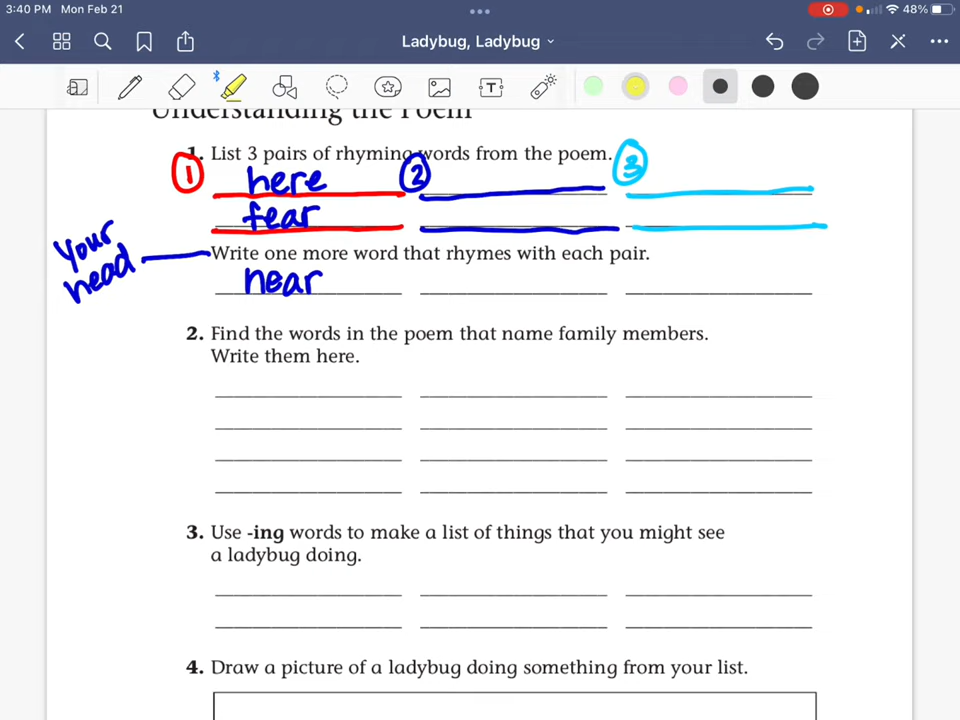 3:40 PM Mon Feb 21
48%
Ladybug, Ladybug
Understanding the Poem
1. List 3 pairs of rhyming words from the poem.
1 2 3
here
fear
your head
Write one more word that rhymes with each pair.
near
2. Find the words in the poem that name family members.
Write them here.
3. Use -ing words to make a list of things that you might see
a ladybug doing.
4. Draw a picture of a ladybug doing something from your list.